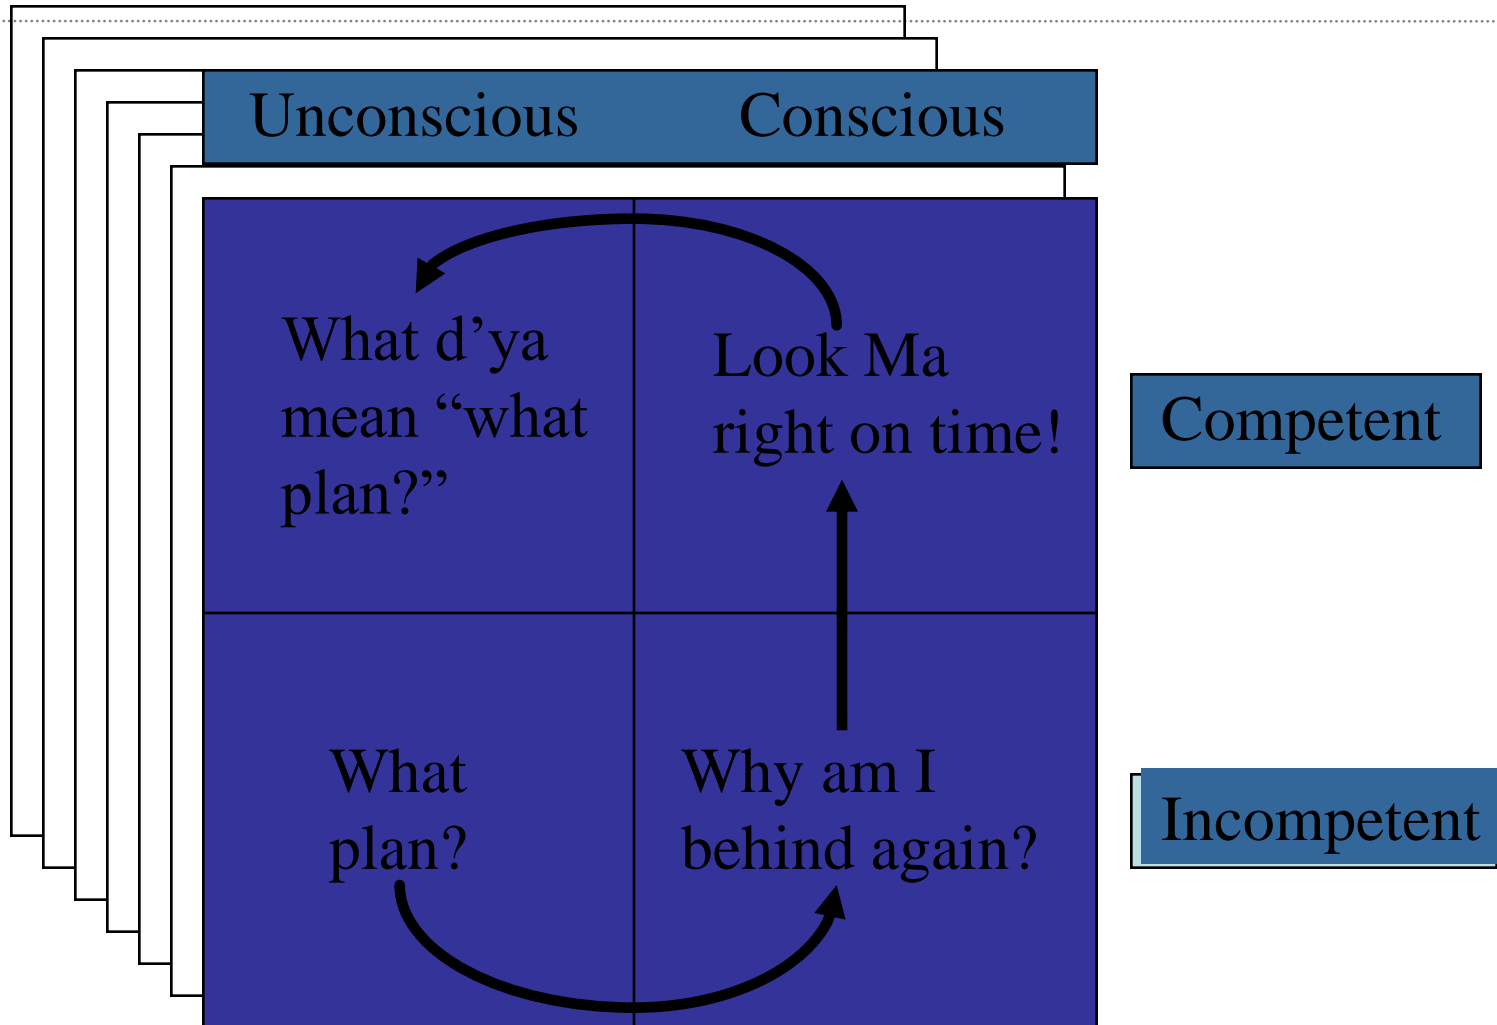 Unconscious Conscious
What d’ya
mean “what
plan?”
Look Ma
right on time!
Competent
What
plan?
Why am I
behind again?
Incompetent